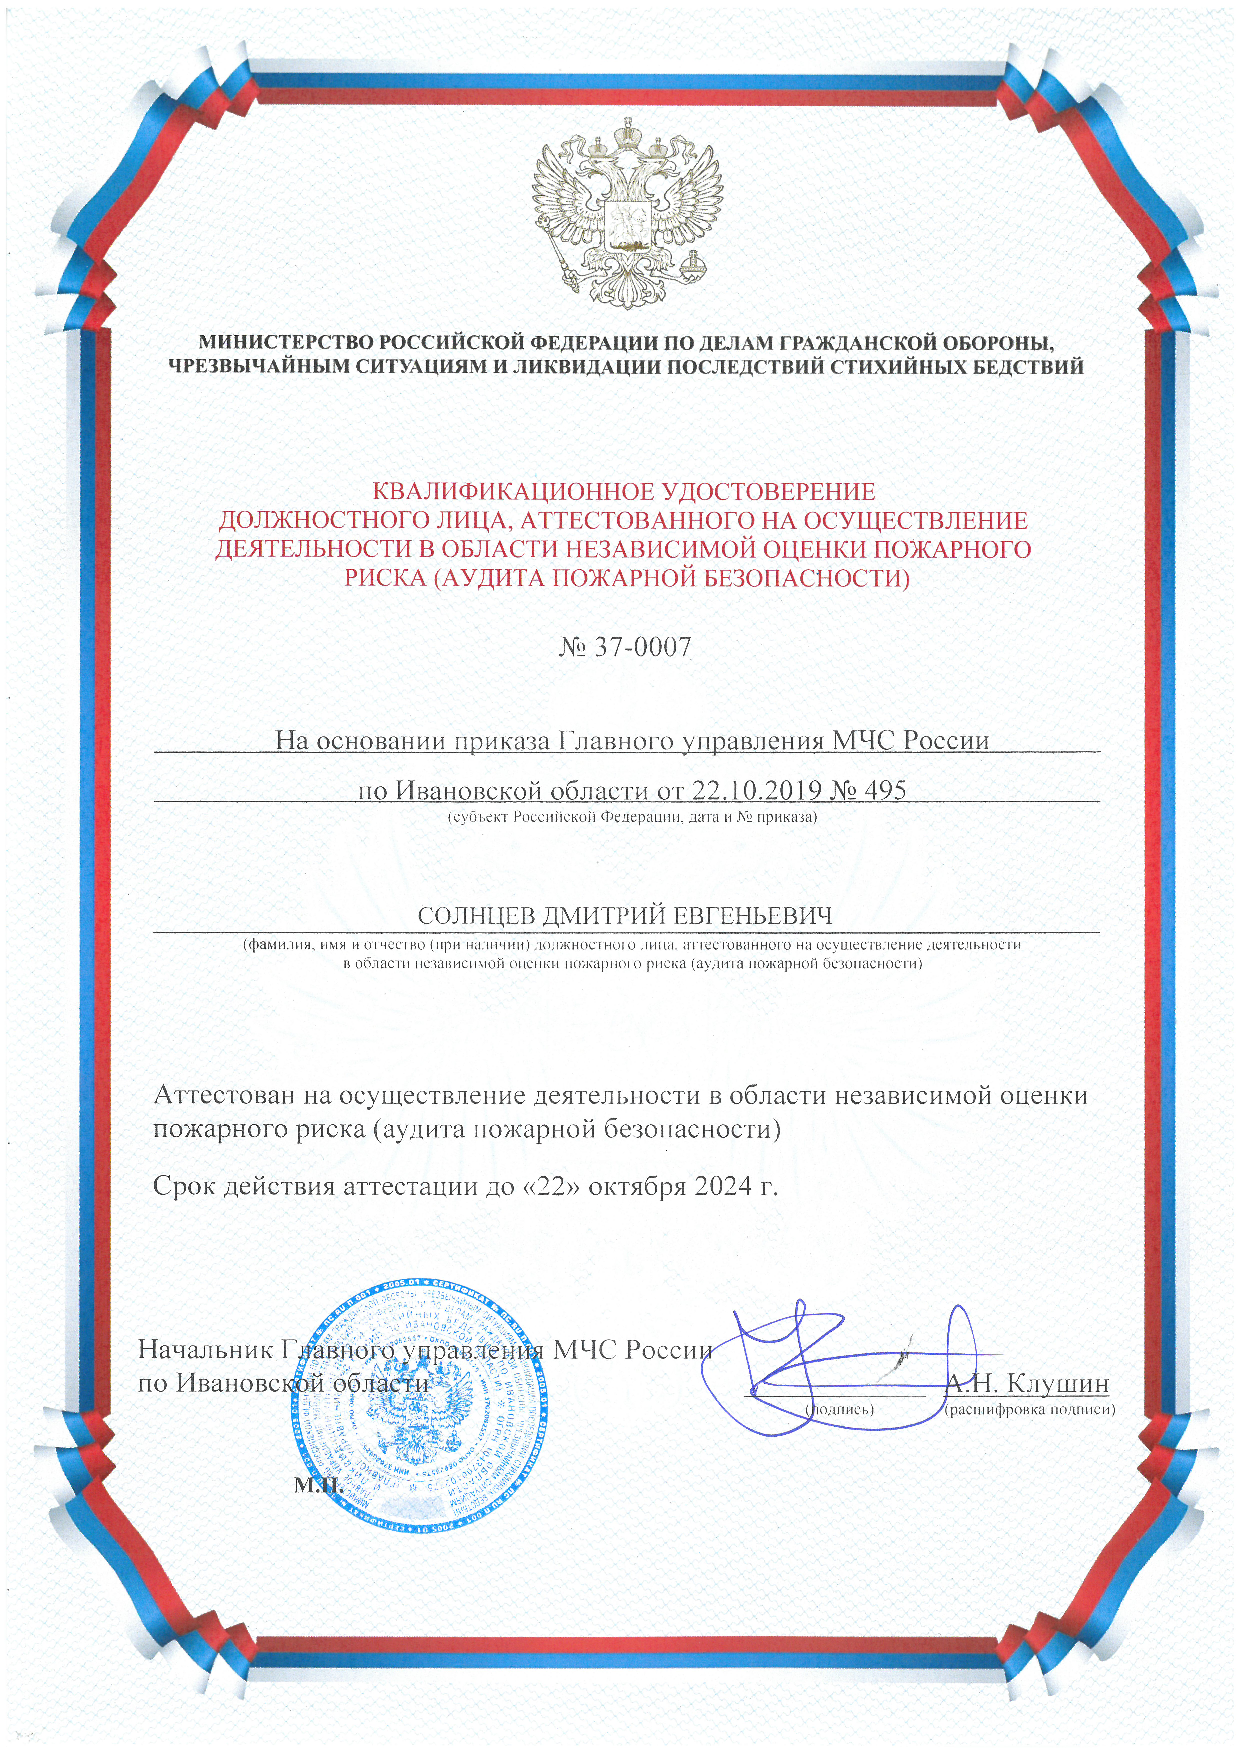 МИНИСТЕРСТВО РОССИЙСКОЙ ФЕДЕРАЦИИ ПО ДЕЛАМ ГРАЖДАНСКОЙ ОБОРОНЫ,
ЧРЕЗВЫЧАЙНЫМ СИТУАЦИЯМ И ЛИКВИДАЦИИ ПОСЛЕДСТВИЙ СТИХИЙНЫХ БЕДСТВИЙ
КВАЛИФИКАЦИОННОЕ УДОСТОВЕРЕНИЕ
ДОЛЖНОСТНОГО ЛИЦА, АТТЕСТОВАННОГО НА ОСУЩЕСТВЛЕНИЕ
ДЕЯТЕЛЬНОСТИ В ОБЛАСТИ НЕЗАВИСИМОЙ ОЦЕНКИ ПОЖАРНОГО
РИСКА (АУДИТА ПОЖАРНОЙ БЕЗОПАСНОСТИ)
№ 37-0007
На основании приказа Главного управления МЧС России
по Ивановской области от 22.10.2019 № 495
(субъект Российской Федерации, дата и № приказа)
СОЛНЦЕВ ДМИТРИЙ ЕВГЕНЬЕВИЧ
(фамилия, имя и отчество (при наличии) должностного лица, аттестованного на осуществление деятельности
в области независимой оценки пожарного риска (аудита пожарной безопасности)
Аттестован на осуществление деятельности в области независимой оценки
пожарного риска (аудита пожарной безопасности)
Срок действия аттестации до «22» октября 2024 г.
Начальник Главного управления МЧС России
по Ивановской области
А.Н. Клушин
(подпись)
(расшифровка подписи)
М.П.